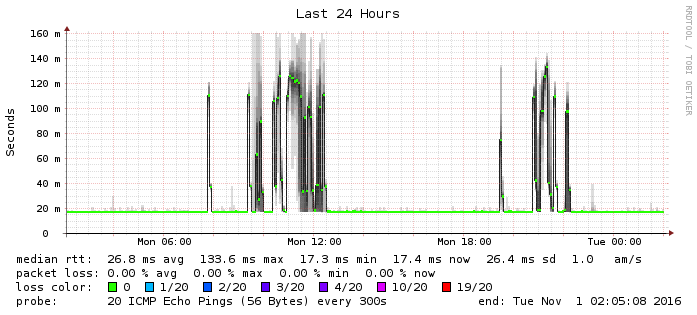 Last 24 Hours
RRDTOOL / TOBI OETIKER
Seconds
160 m
140 m
120 m
100 m
80 m
60 m
40 m
20 m
0
Mon 06:00 Mon 12:00 Mon 18:00 Tue 00:00
median rtt: 26.8 ms avg 133.6 ms max 17.3 ms min 17.4 ms now 26.4 ms sd 1.0 am/s
packet loss: 0.00 % avg 0.00 % max 0.00 % min 0.00 % now
loss color: 0 1/20 2/20 3/20 4/20 10/20 19/20
probe: 20 ICMP Echo Pings (56 Bytes) every 300s end: Tue Nov 1 02:05:08 2016